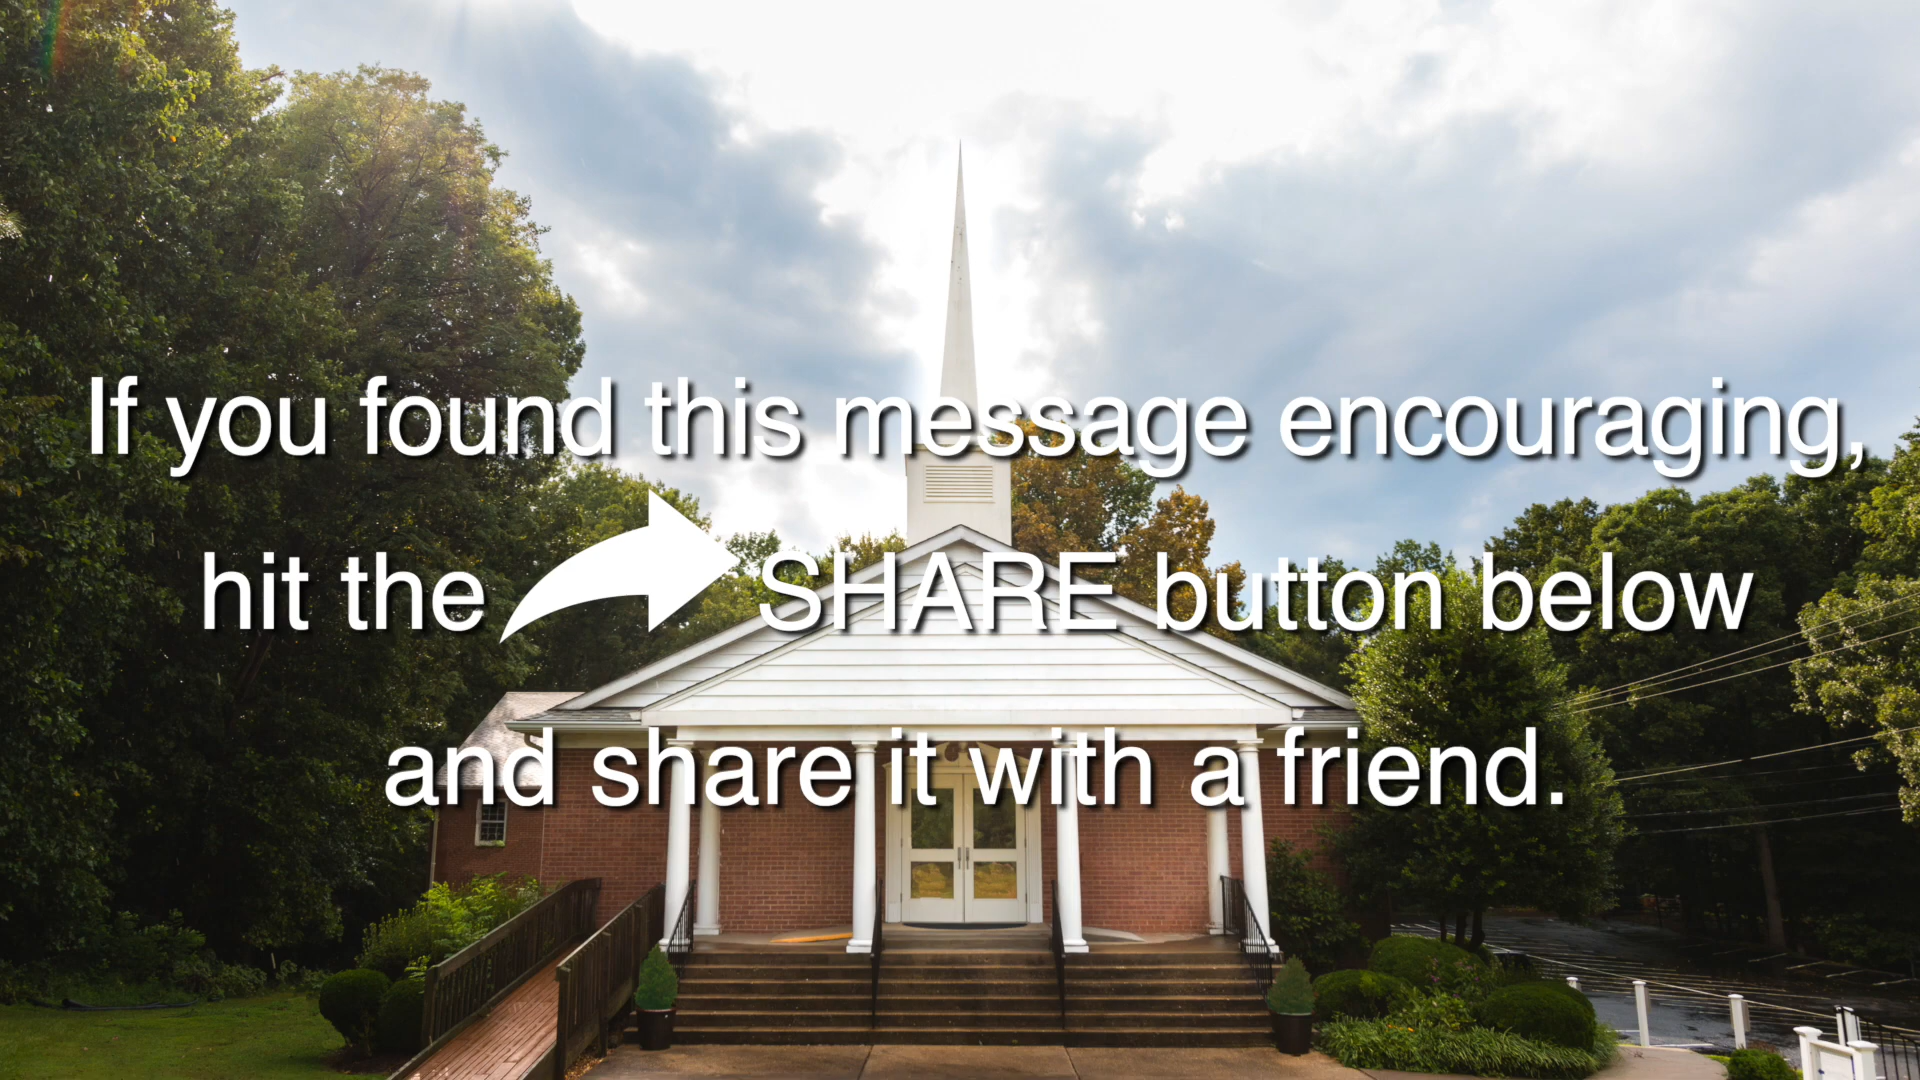 If you found this message encouraging,
hit the SHARE button below
and share it with a friend.